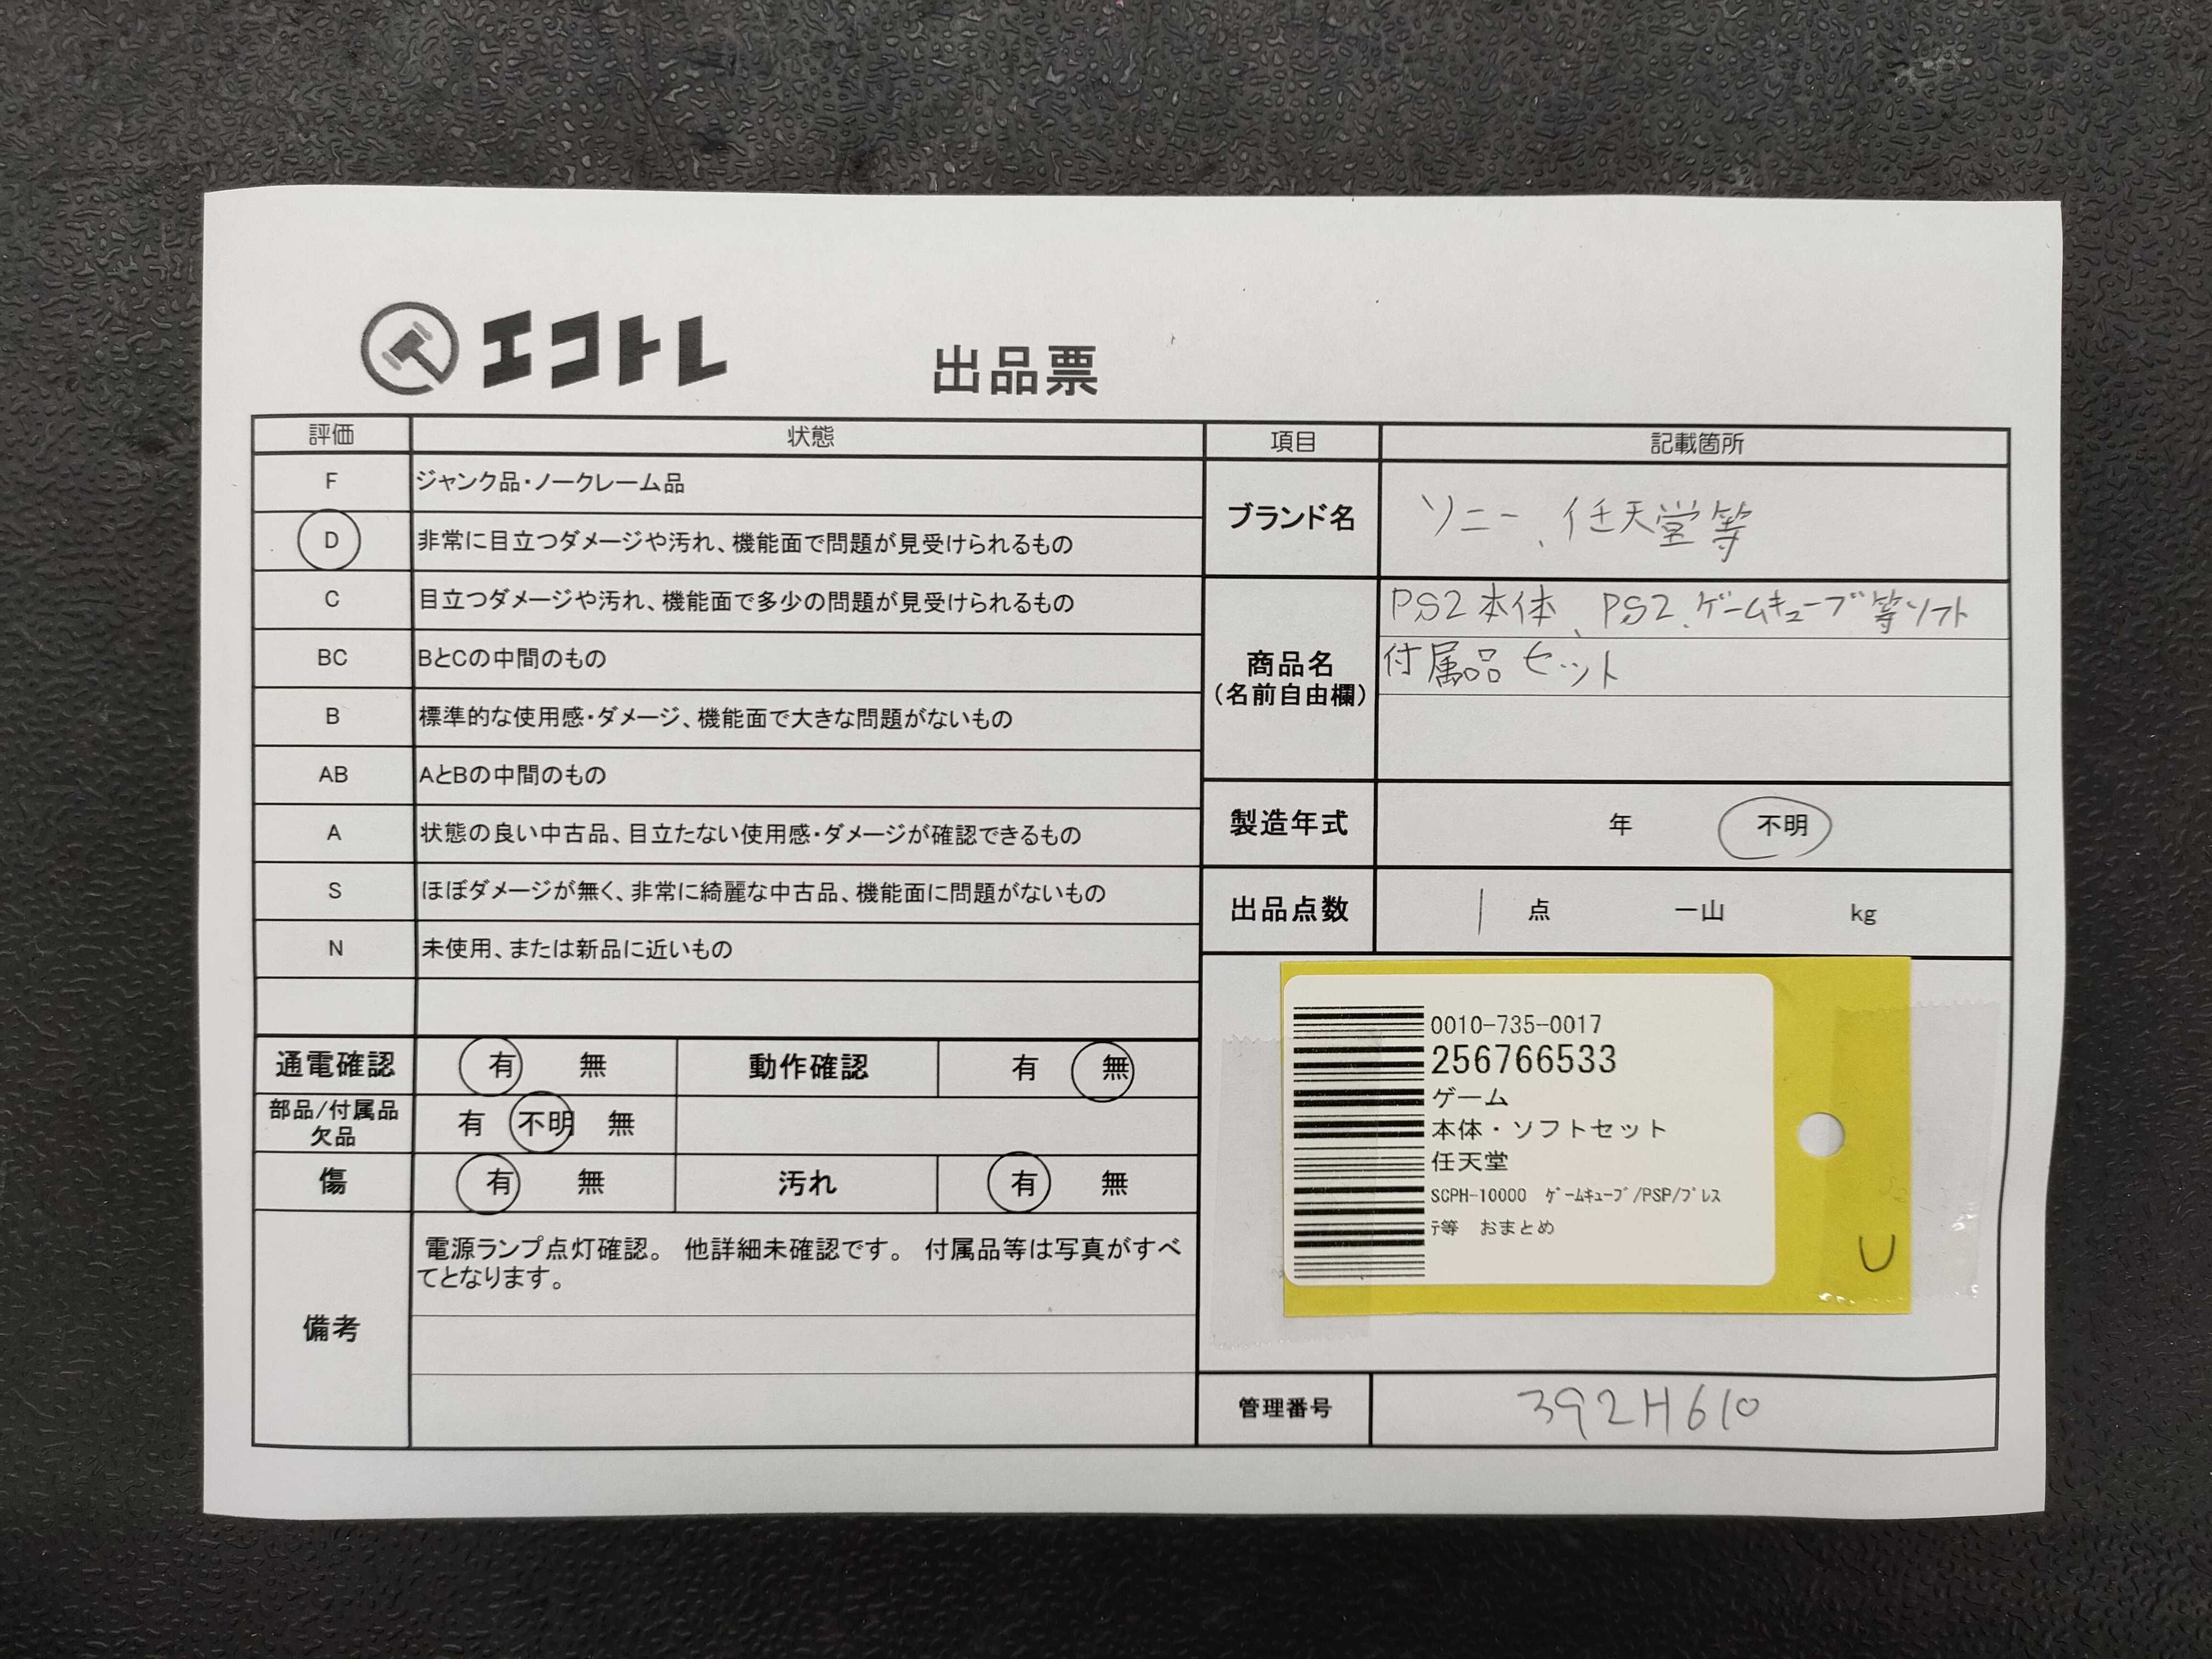 エコトレ
出品票
評価 状態
F ジャンク品・ノークレーム品
D 非常に目立つダメージや汚れ、機能面で問題が見受けられるもの
C 目立つダメージや汚れ、機能面で多少の問題が見受けられるもの
BC BとCの中間のもの
B 標準的な使用感・ダメージ、機能面で大きな問題がないもの
AB AとBの中間のもの
A 状態の良い中古品、目立たない使用感・ダメージが確認できるもの
S ほぼダメージが無く、非常に綺麗な中古品、機能面に問題がないもの
N 未使用、または新品に近いもの
通電確認 有 無 動作確認 有 無
部品/付属品
欠品 有 不明 無
傷 有 無 汚れ 有 無
備考
電源ランプ点灯確認。 他詳細未確認です。 付属品等は写真がすべ
てとなります。
項目 記載箇所
ブランド名 ソニー、任天堂等
商品名
(名前自由欄)
PS2本体、PS2、ゲームキューブ等ソフト
付属品セット
製造年式 年 不明
出品点数 1 点 一山 kg
0010-735-0017
256766533
ゲーム
本体・ソフトセット
任天堂
SCPH-10000 ゲームキューブ/PSP/プレス
テ等 おまとめ
U
管理番号 392H610